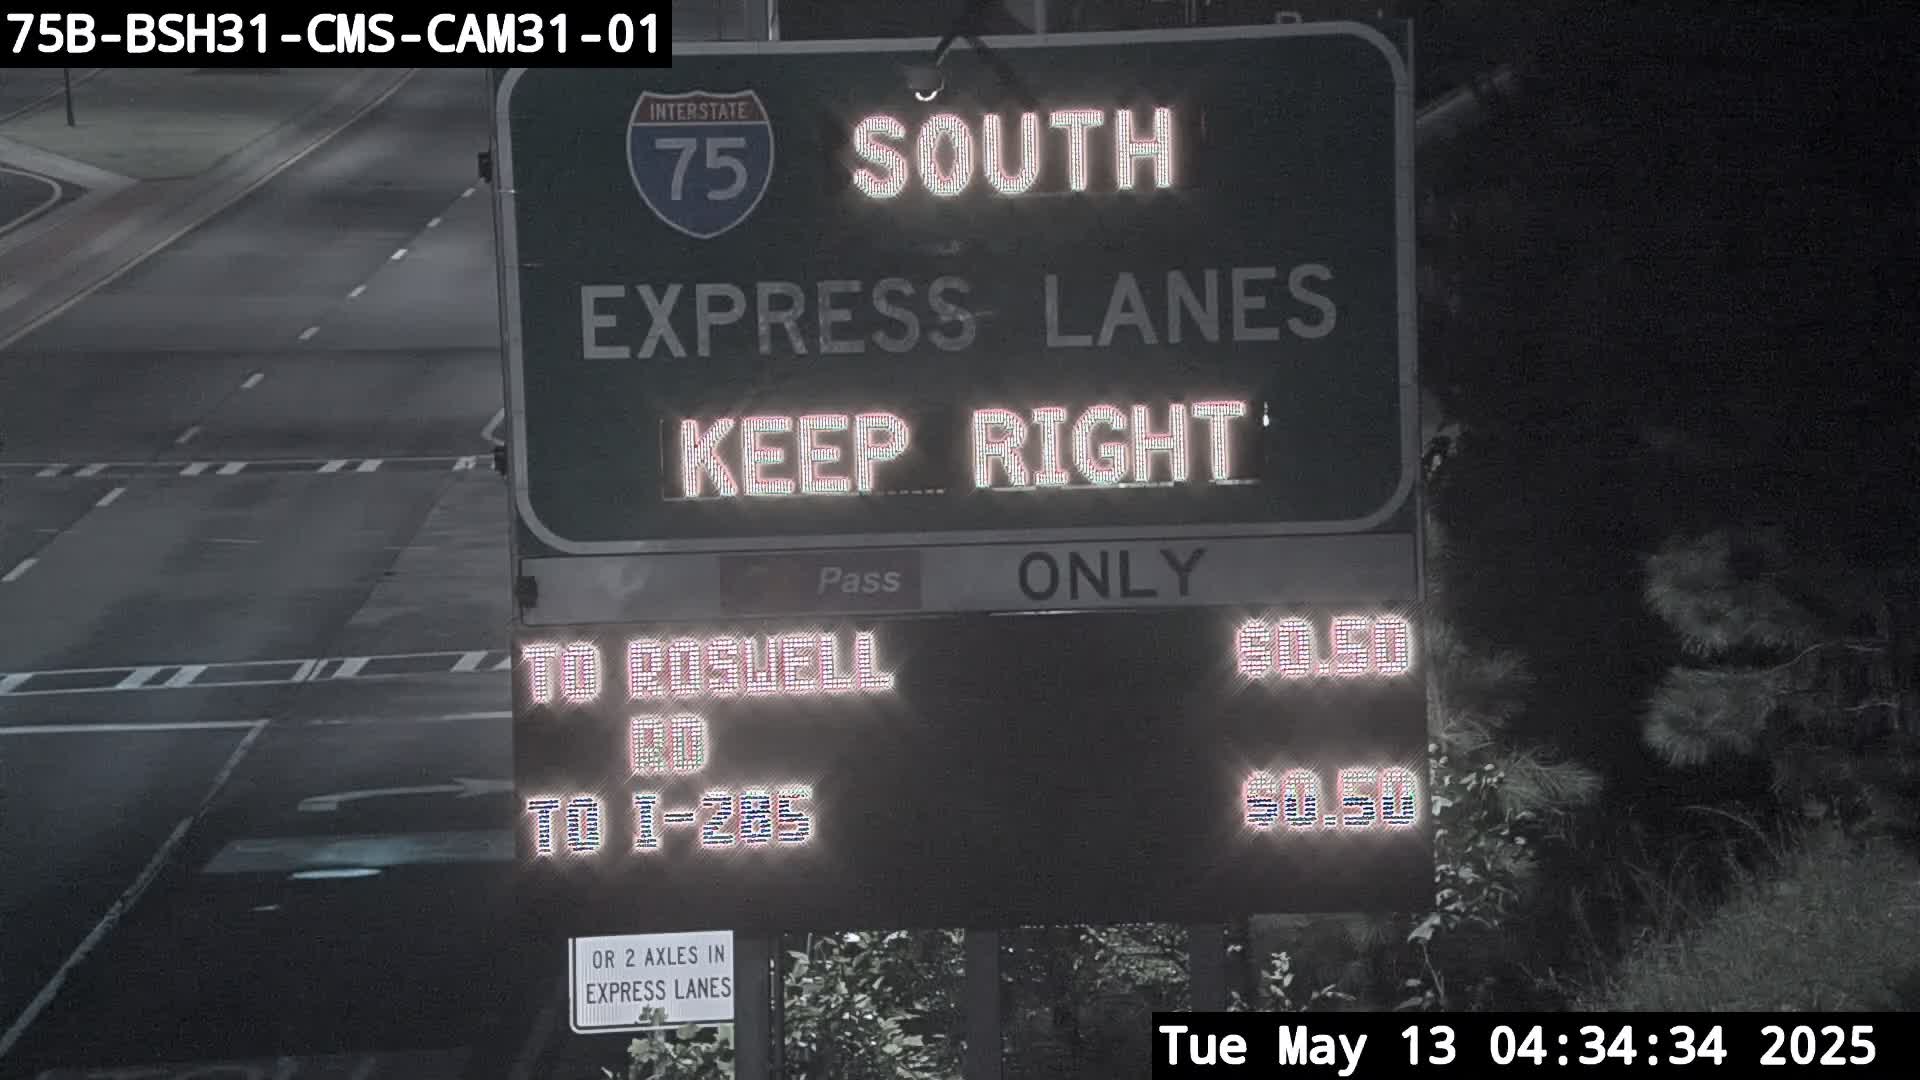 75B-BSH31-CMS-CAM31-01
INTERSTATE
75
SOUTH
EXPRESS LANES
KEEP RIGHT
Pass ONLY
TO ROSWELL $0.50
RD
TO I-285 $0.50
OR 2 AXLES IN
EXPRESS LANES
Tue May 13 04:34:34 2025